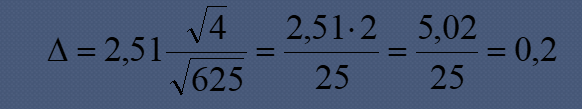 Δ = 2,51 √4 / √625 = 2,51·2 / 25 = 5,02 / 25 = 0,2